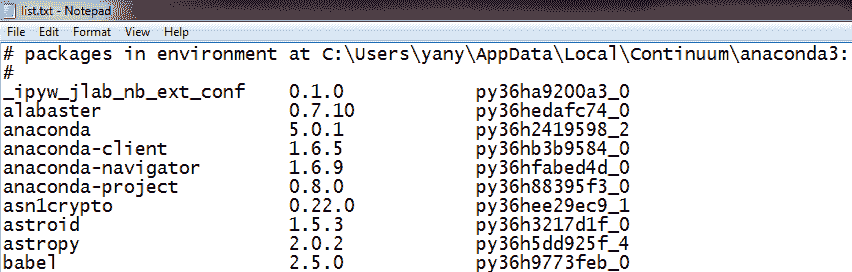 list.txt - Notepad
File Edit Format View Help
# packages in environment at C:\Users\yany\AppData\Local\Continuum\anaconda3:
#
_ipyw_jlab_nb_ext_conf 0.1.0 py36ha9200a3_0
alabaster 0.7.10 py36hedafc74_0
anaconda 5.0.1 py36h2419598_2
anaconda-client 1.6.5 py36hb3b9584_0
anaconda-navigator 1.6.9 py36hfabed4d_0
anaconda-project 0.8.0 py36h88395f3_0
asn1crypto 0.22.0 py36hee29ec9_1
astroid 1.5.3 py36h3217d1f_0
astropy 2.0.2 py36h5dd925f_4
babel 2.5.0 py36h9773feb_0